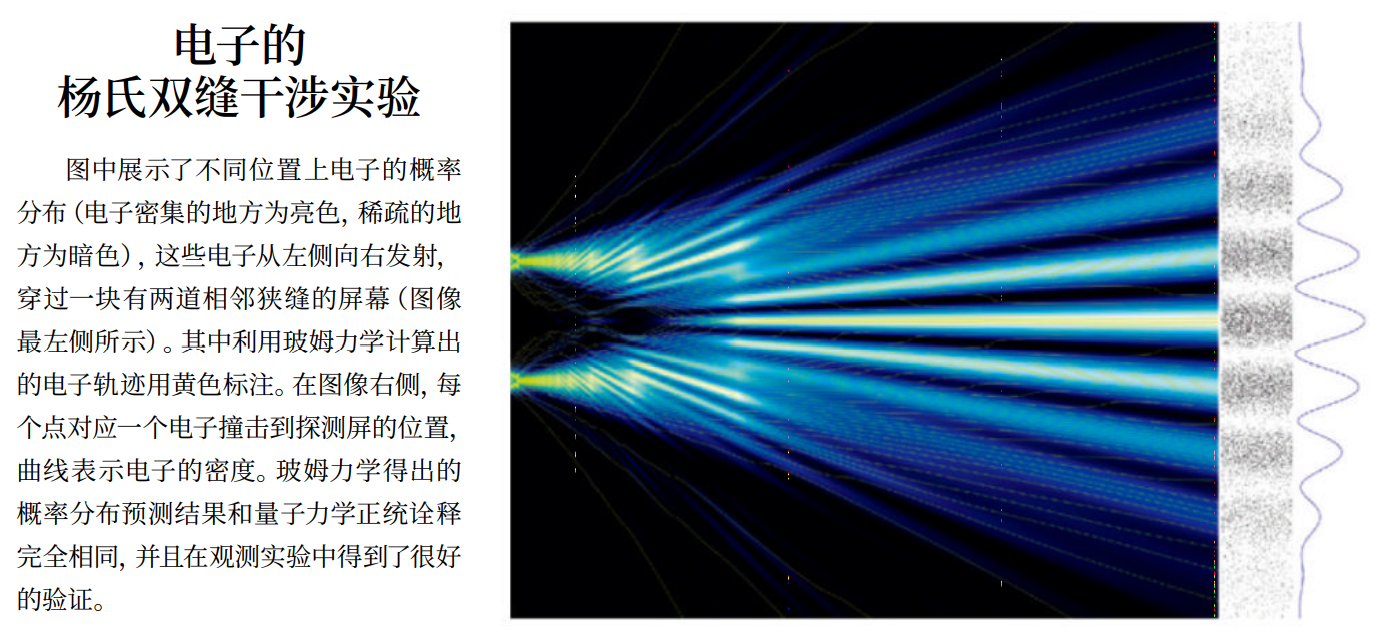 电子的
杨氏双缝干涉实验
图中展示了不同位置上电子的概率
分布（电子密集的地方为亮色，稀疏的地
方为暗色），这些电子从左侧向右发射，
穿过一块有两道相邻狭缝的屏幕（图像
最左侧所示）。其中利用玻姆力学计算出
的电子轨迹用黄色标注。在图像右侧，每
个点对应一个电子撞击到探测屏的位置，
曲线表示电子的密度。玻姆力学得出的
概率分布预测结果和量子力学正统诠释
完全相同，并且在观测实验中得到了很好
的验证。